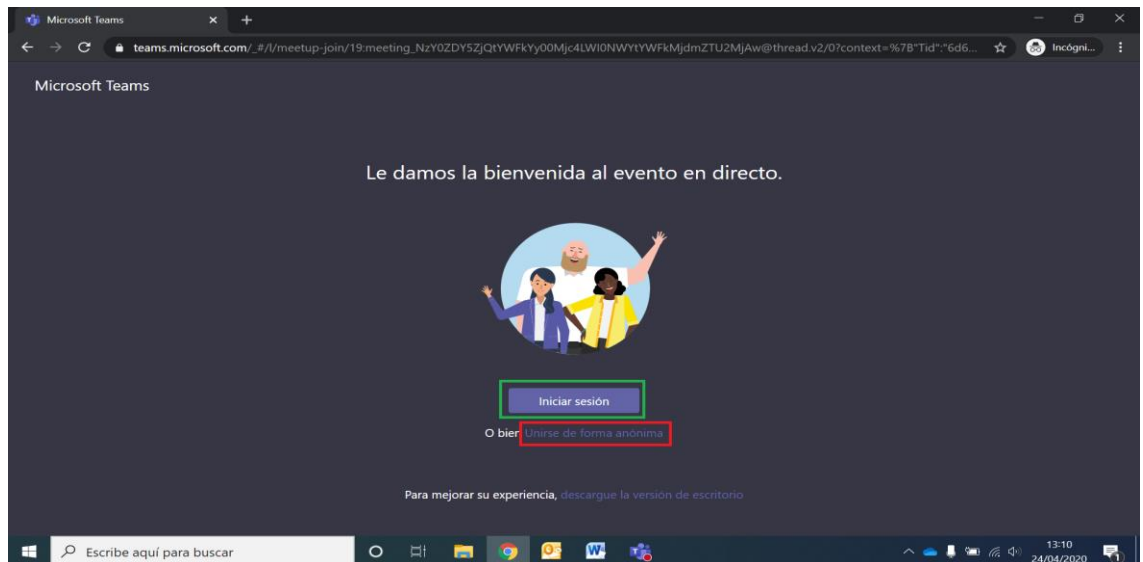 Microsoft Teams
teams.microsoft.com/_#/l/meetup-join/19:meeting_NzY0ZDY5ZjQtYWFkYy00Mjc4LWI0NWYtYWFkMjdmZTU2MjAw@thread.v2/0?context=%7B"Tid":"6d6...
Incógni...
Microsoft Teams
Le damos la bienvenida al evento en directo.
Iniciar sesión
O bien Unirse de forma anónima
Para mejorar su experiencia, descargue la versión de escritorio
Escribe aquí para buscar
13:10
24/04/2020